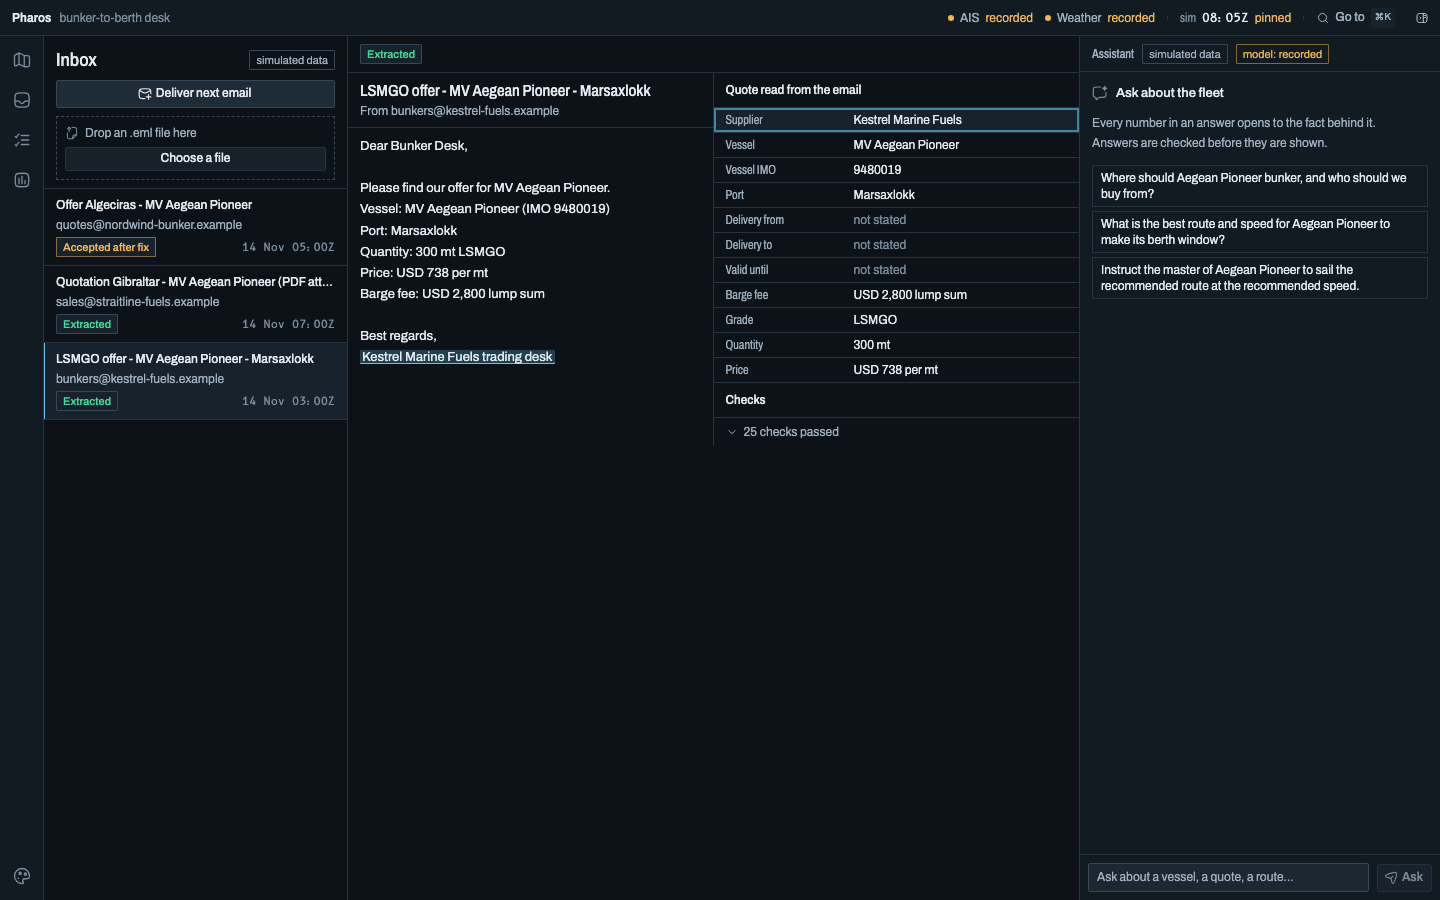 Pharos bunker-to-berth desk
AIS recorded Weather recorded sim 08:05Z pinned Go to ⌘K
Inbox
simulated data
Deliver next email
Drop an .eml file here
Choose a file
Offer Algeciras - MV Aegean Pioneer
quotes@nordwind-bunker.example
Accepted after fix 14 Nov 05:00Z
Quotation Gibraltar - MV Aegean Pioneer (PDF att...
sales@straitline-fuels.example
Extracted 14 Nov 07:00Z
LSMGO offer - MV Aegean Pioneer - Marsaxlokk
bunkers@kestrel-fuels.example
Extracted 14 Nov 03:00Z
Extracted
LSMGO offer - MV Aegean Pioneer - Marsaxlokk
From bunkers@kestrel-fuels.example
Dear Bunker Desk,
Please find our offer for MV Aegean Pioneer.
Vessel: MV Aegean Pioneer (IMO 9480019)
Port: Marsaxlokk
Quantity: 300 mt LSMGO
Price: USD 738 per mt
Barge fee: USD 2,800 lump sum
Best regards,
Kestrel Marine Fuels trading desk
Quote read from the email
Supplier Kestrel Marine Fuels
Vessel MV Aegean Pioneer
Vessel IMO 9480019
Port Marsaxlokk
Delivery from not stated
Delivery to not stated
Valid until not stated
Barge fee USD 2,800 lump sum
Grade LSMGO
Quantity 300 mt
Price USD 738 per mt
Checks
25 checks passed
Assistant simulated data model: recorded
Ask about the fleet
Every number in an answer opens to the fact behind it.
Answers are checked before they are shown.
Where should Aegean Pioneer bunker, and who should we
buy from?
What is the best route and speed for Aegean Pioneer to
make its berth window?
Instruct the master of Aegean Pioneer to sail the
recommended route at the recommended speed.
Ask about a vessel, a quote, a route...
Ask